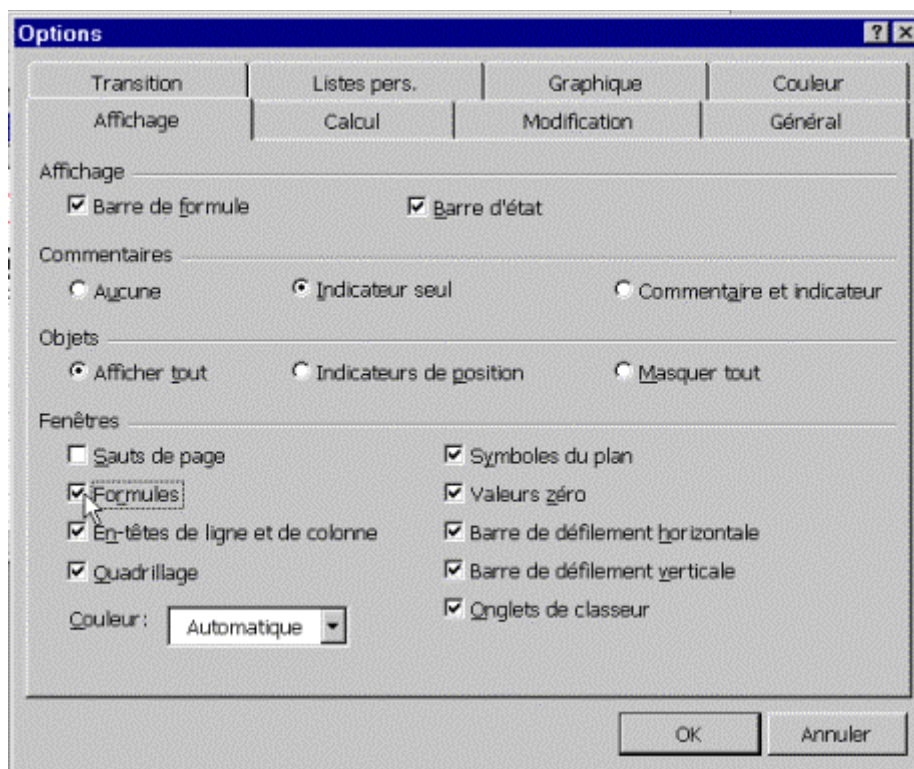 Options
Transition Listes pers. Graphique Couleur
Affichage Calcul Modification Général
Affichage
Barre de formule Barre d'état
Commentaires
Aucune Indicateur seul Commentaire et indicateur
Objets
Afficher tout Indicateurs de position Masquer tout
Fenêtres
Sauts de page Symboles du plan
Formules Valeurs zéro
En-têtes de ligne et de colonne Barre de défilement horizontale
Quadrillage Barre de défilement verticale
Couleur: Automatique Onglets de classeur
OK Annuler